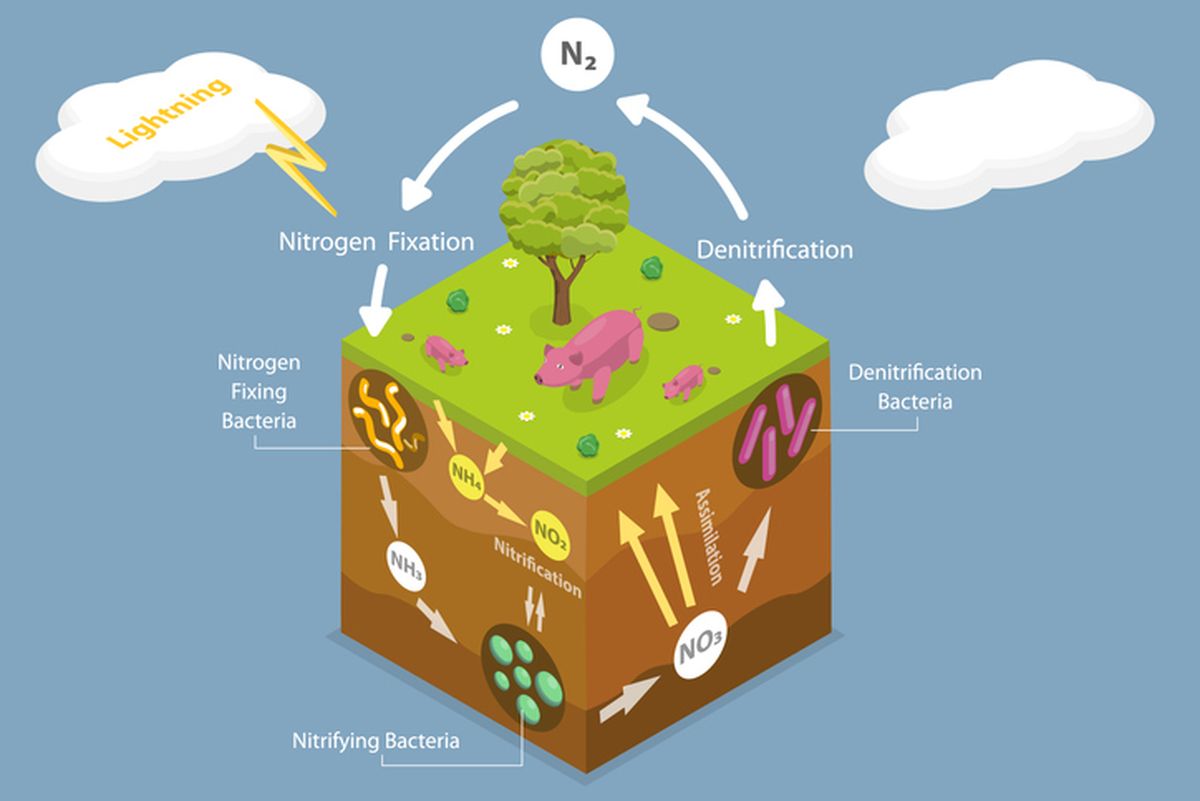 N₂
Lightning
Nitrogen Fixation
Denitrification
Nitrogen
Fixing
Bacteria
Denitrification
Bacteria
NH₄
NO₂
Nitrification
NH₃
Assimilation
NO₃
Nitrifying Bacteria